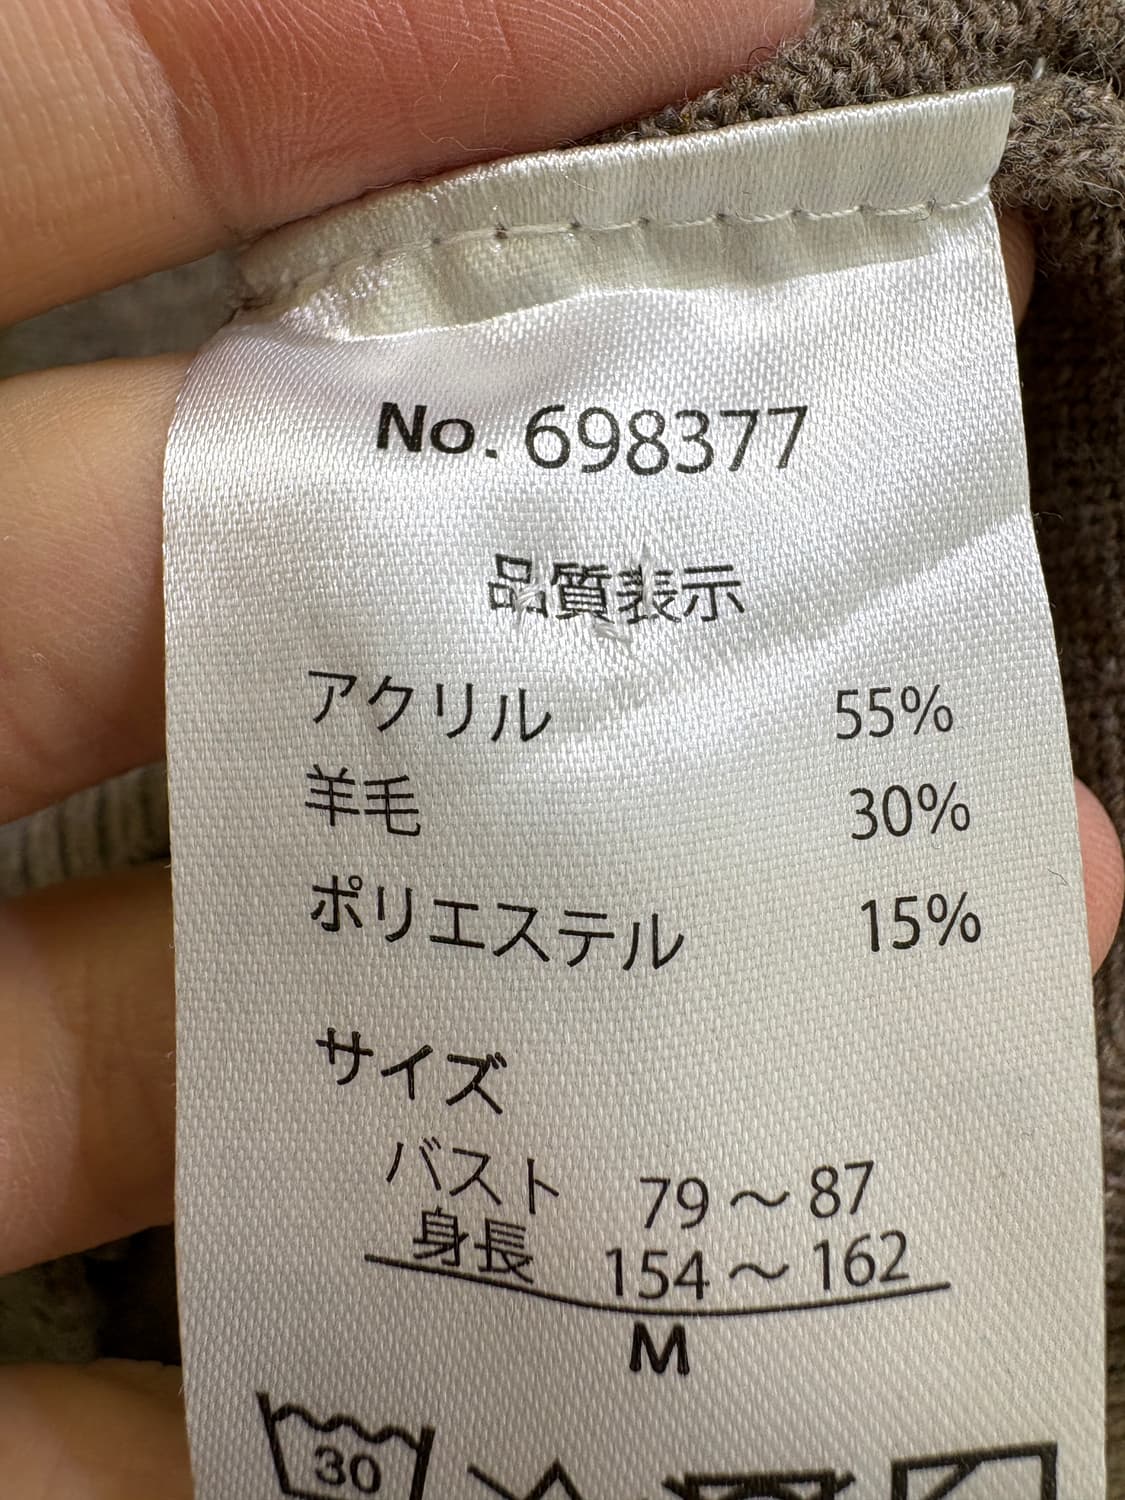 No. 698377
品質表示
アクリル 55%
羊毛 30%
ポリエステル 15%
サイズ
バスト 79～87
身長 154～162
M
30